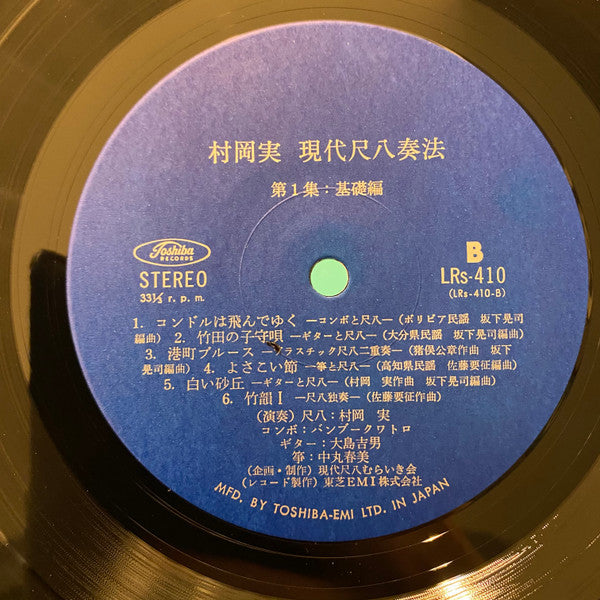 村岡実 現代尺八奏法
第1集：基礎編
Toshiba
RECORDS
STEREO
33⅓ r.p.m.
B
LRs-410
(LRs-410-B)
1. コンドルは飛んでゆく ―コンボと尺八―(ボリビア民謡 坂下晃司
編曲) 2. 竹田の子守唄 ―ギターと尺八―(大分県民謡 坂下晃司編曲)
3. 港町ブルース ―プラスチック尺八二重奏―(猪俣公章作曲 坂下
晃司編曲) 4. よさこい節 ―箏と尺八―(高知県民謡 佐藤要征編曲)
5. 白い砂丘 ―ギターと尺八―(村岡 実作曲 坂下晃司編曲)
6. 竹韻Ⅰ ―尺八独奏―(佐藤要征作曲)
(演奏) 尺八：村岡 実
コンボ：バンブークワトロ
ギター：大島吉男
箏：中丸春美
(企画・制作) 現代尺八むらいき会
(レコード製作) 東芝EMI株式会社
MFD. BY TOSHIBA-EMI LTD. IN JAPAN